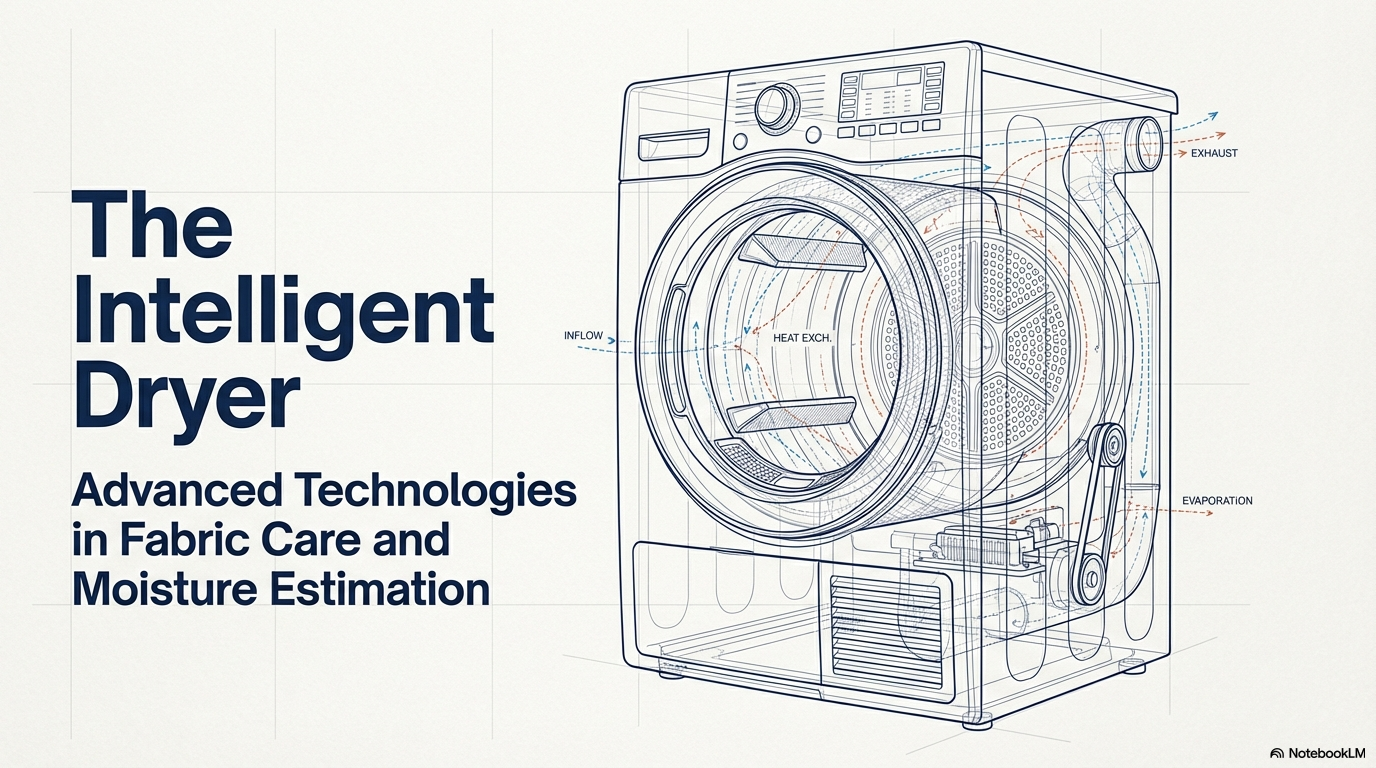 The
Intelligent
Dryer
Advanced Technologies
in Fabric Care and
Moisture Estimation
INFLOW
HEAT EXCH.
EXHAUST
EVAPORATION
NotebookLM